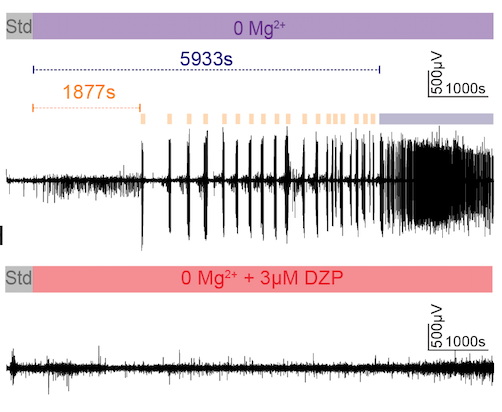 Std 0 Mg²⁺
5933s
1877s
500µV
1000s
Std 0 Mg²⁺ + 3µM DZP
500µV
1000s